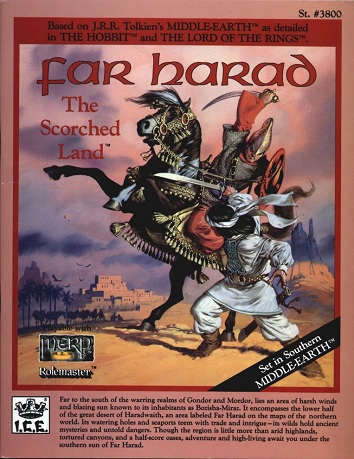 St. #3800
Based on J.R.R. Tolkien's MIDDLE-EARTH™ as detailed
in THE HOBBIT™ and THE LORD OF THE RINGS™.
far harad
The
Scorched
Land™
with
MERP
Rolemaster™
Set in Southern
MIDDLE-EARTH™
I.C.E.
Far to the south of the warring realms of Gondor and Mordor, lies an area of harsh winds
and blazing sun known to its inhabitants as Bozisha-Miraz. It encompasses the lower half
of the great desert of Haradwaith, an area labeled Far Harad on the maps of the northern
world. Its watering holes and seaports teem with trade and intrigue—its wilds hold ancient
mysteries and untold dangers. Though the region is little more than arid highlands,
tortured canyons, and a half-score oases, adventure and high-living await you under the
southern sun of Far Harad.